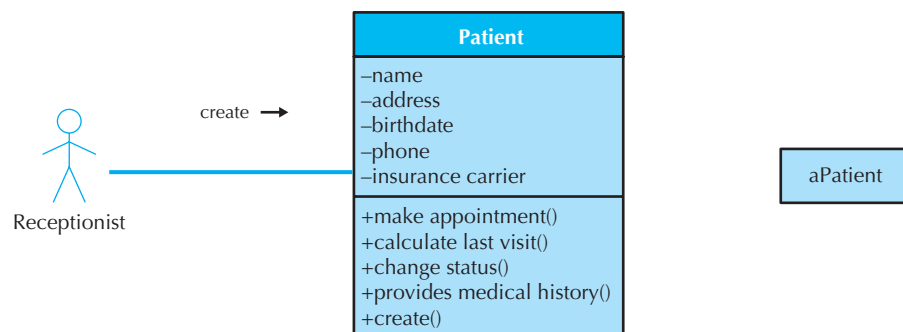 Patient
–name
–address
–birthdate
–phone
–insurance carrier
+make appointment()
+calculate last visit()
+change status()
+provides medical history()
+create()
create →
Receptionist
aPatient